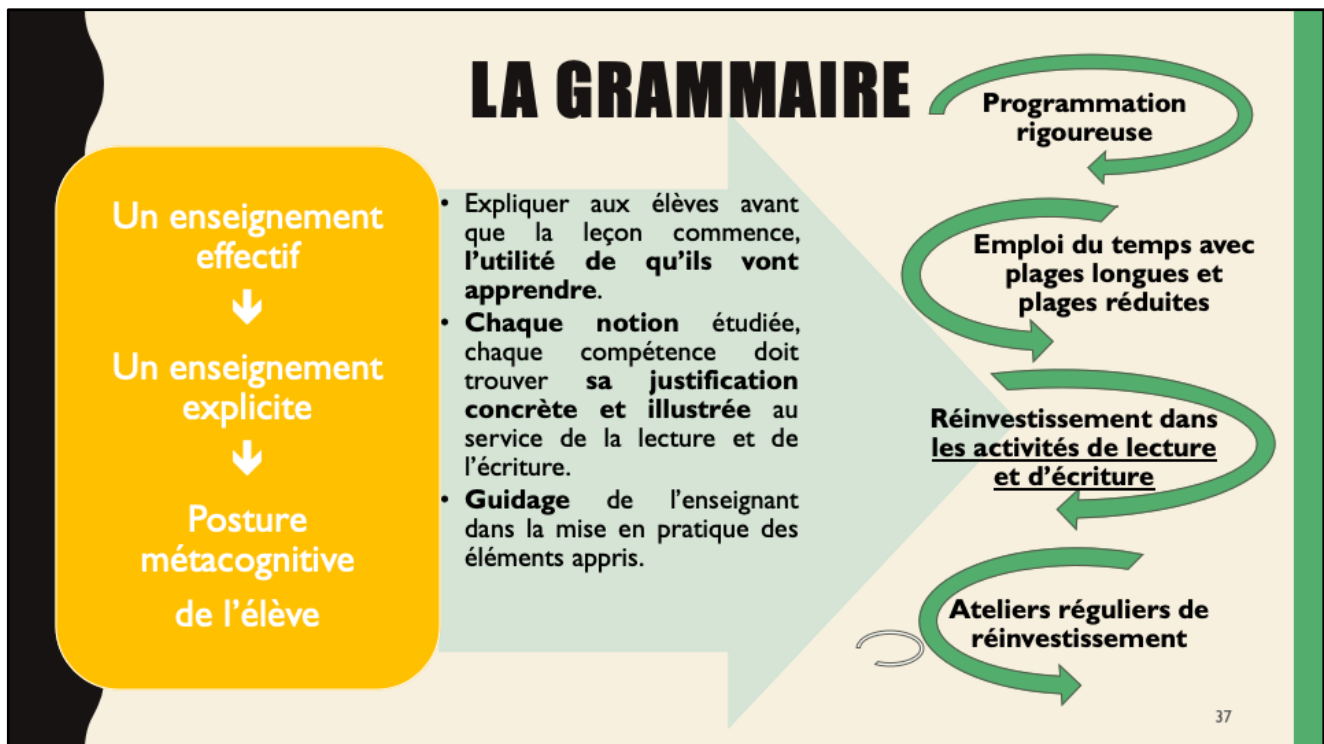 LA GRAMMAIRE
Un enseignement
effectif
Un enseignement
explicite
Posture
métacognitive
de l'élève
• Expliquer aux élèves avant
que la leçon commence,
l'utilité de qu'ils vont
apprendre.
• Chaque notion étudiée,
chaque compétence doit
trouver sa justification
concrète et illustrée au
service de la lecture et de
l'écriture.
• Guidage de l'enseignant
dans la mise en pratique des
éléments appris.
Programmation
rigoureuse
Emploi du temps avec
plages longues et
plages réduites
Réinvestissement dans
les activités de lecture
et d'écriture
Ateliers réguliers de
réinvestissement
37